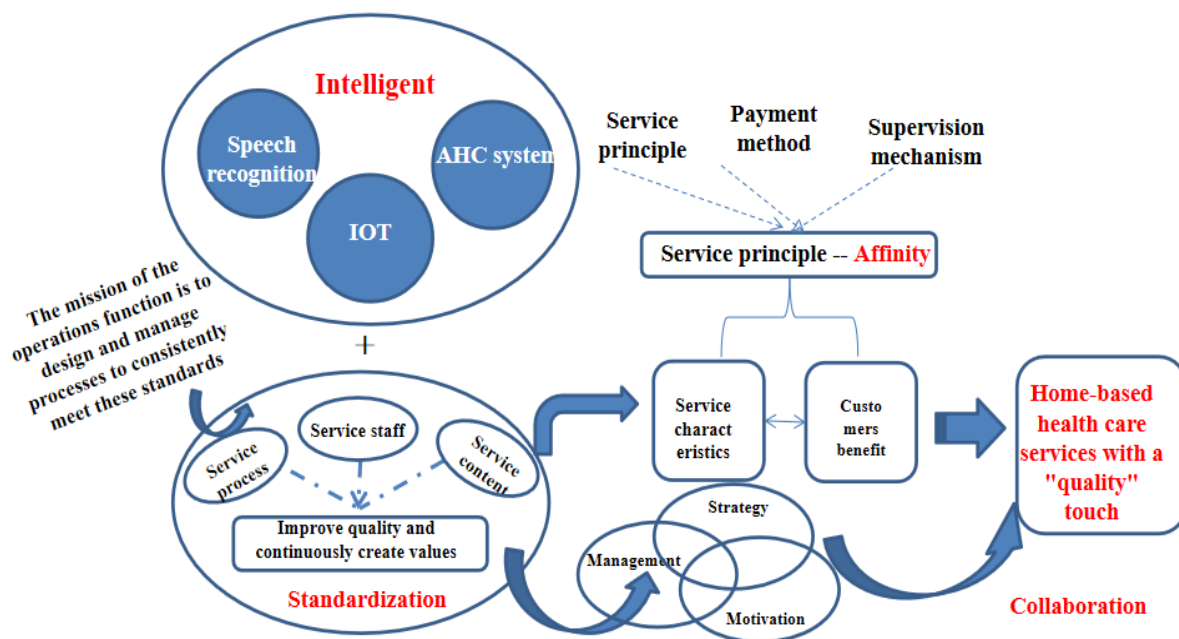 Intelligent
Speech
recognition
AHC system
IOT
Service
principle
Payment
method
Supervision
mechanism
Service principle -- Affinity
The mission of the
operations function is to
design and manage
processes to consistently
meet these standards
+
Service
process
Service staff
Service
content
Improve quality and
continuously create values
Standardization
Service
charact
eristics
Custo
mers
benefit
Strategy
Management
Motivation
Home-based
health care
services with a
"quality"
touch
Collaboration